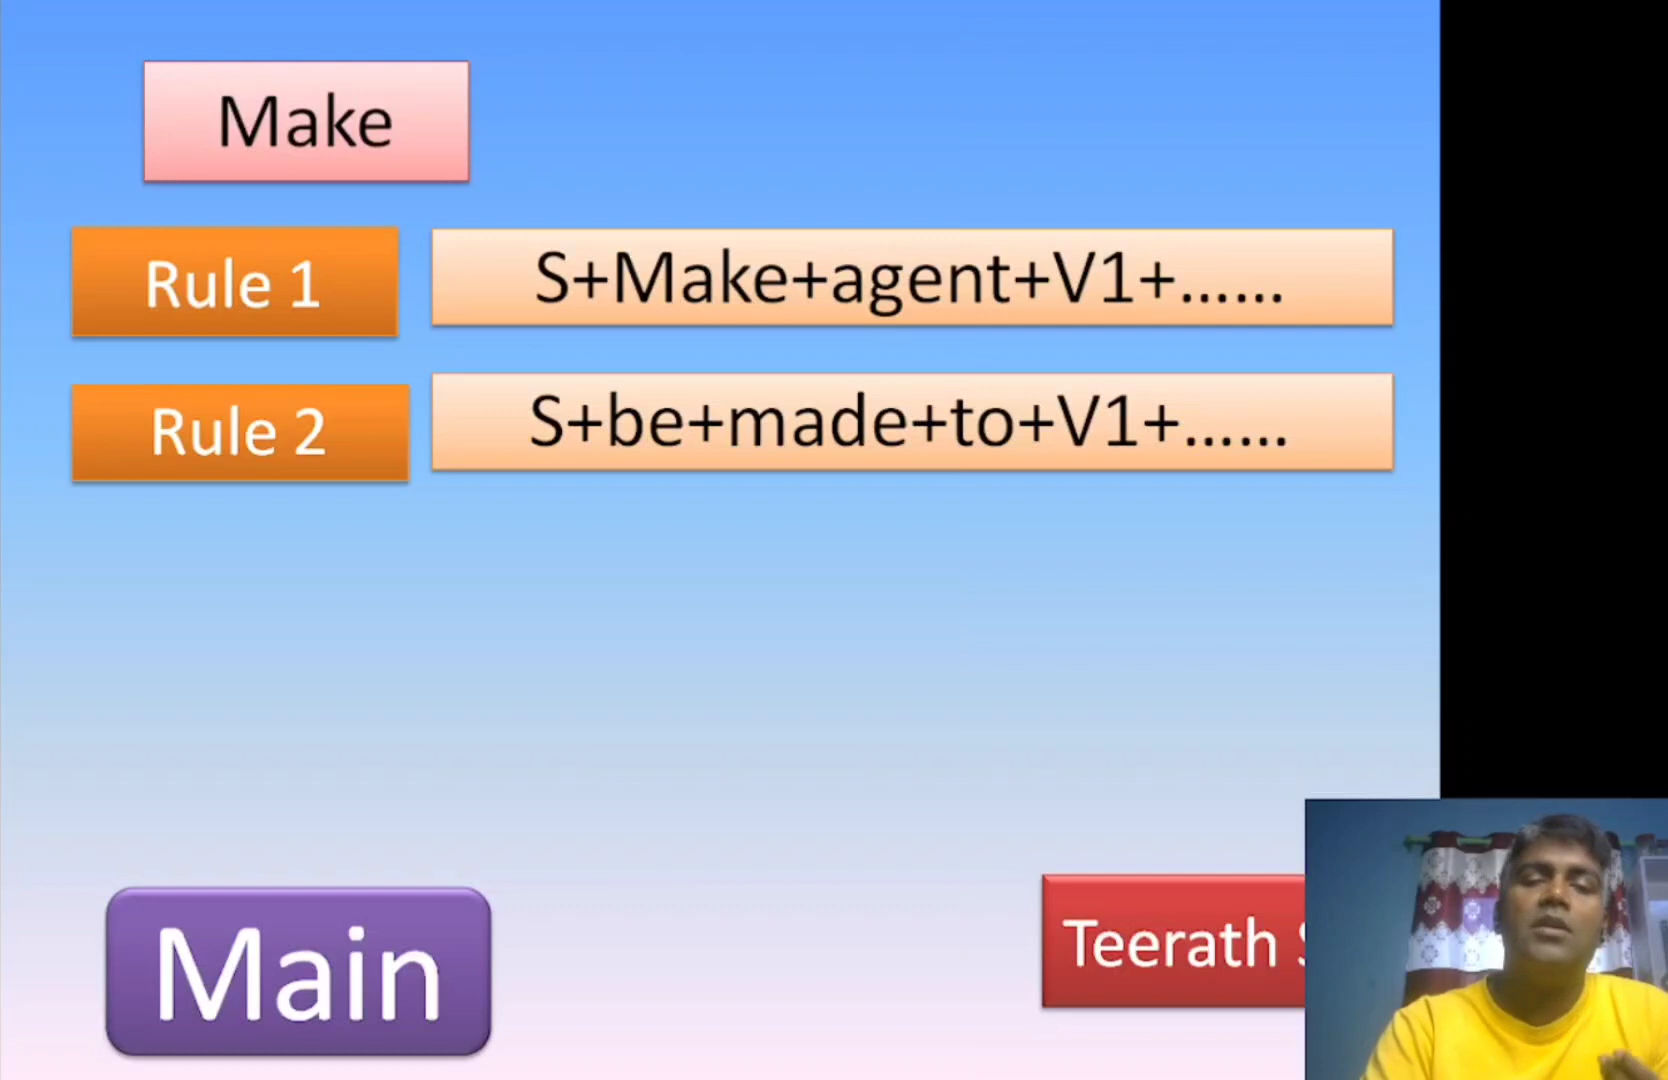 Make
Rule 1
S+Make+agent+V1+......
Rule 2
S+be+made+to+V1+......
Main
Teerath